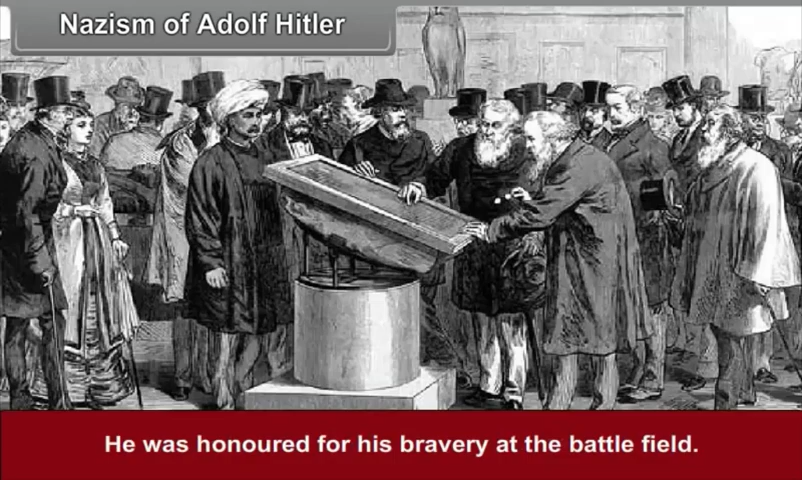 Nazism of Adolf Hitler
He was honoured for his bravery at the battle field.